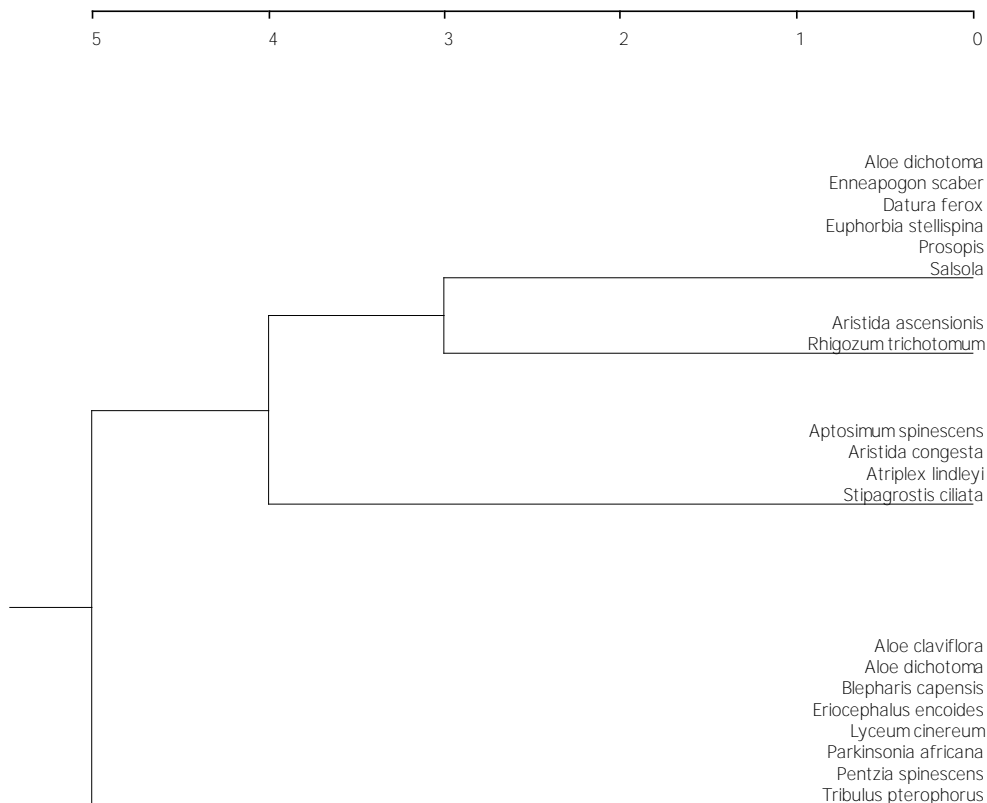 5 4 3 2 1 0
Aloe dichotoma
Enneapogon scaber
Datura ferox
Euphorbia stellispina
Prosopis
Salsola
Aristida ascensionis
Rhigozum trichotomum
Aptosimum spinescens
Aristida congesta
Atriplex lindleyi
Stipagrostis ciliata
Aloe claviflora
Aloe dichotoma
Blepharis capensis
Eriocephalus encoides
Lyceum cinereum
Parkinsonia africana
Pentzia spinescens
Tribulus pterophorus